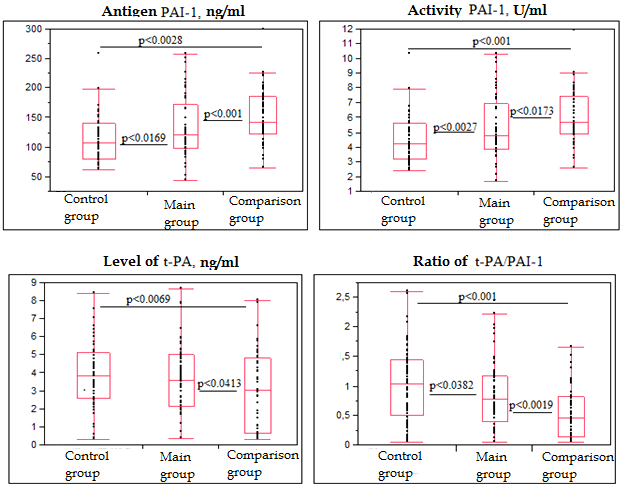 Antigen PAI-1, ng/ml
300
250
200
150
100
50
p<0.0028
p<0.001
p<0.0169
Control group
Main group
Comparison group
Activity PAI-1, U/ml
12
11
10
9
8
7
6
5
4
3
2
1
p<0.001
p<0.0173
p<0.0027
Control group
Main group
Comparison group
Level of t-PA, ng/ml
9
8
7
6
5
4
3
2
1
0
p<0.0069
p<0.0413
Control group
Main group
Comparison group
Ratio of t-PA/PAI-1
2,5
2
,5
1
0,5
0
p<0.001
p<0.0382
p<0.0019
Control group
Main group
Comparison group